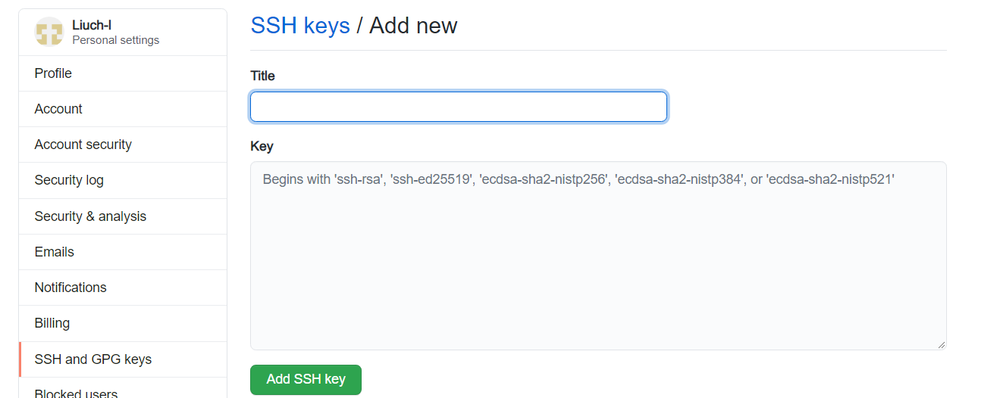 Liuch-l
Personal settings
Profile
Account
Account security
Security log
Security & analysis
Emails
Notifications
Billing
SSH and GPG keys
Blocked users
SSH keys / Add new
Title
Key
Begins with 'ssh-rsa', 'ssh-ed25519', 'ecdsa-sha2-nistp256', 'ecdsa-sha2-nistp384', or 'ecdsa-sha2-nistp521'
Add SSH key